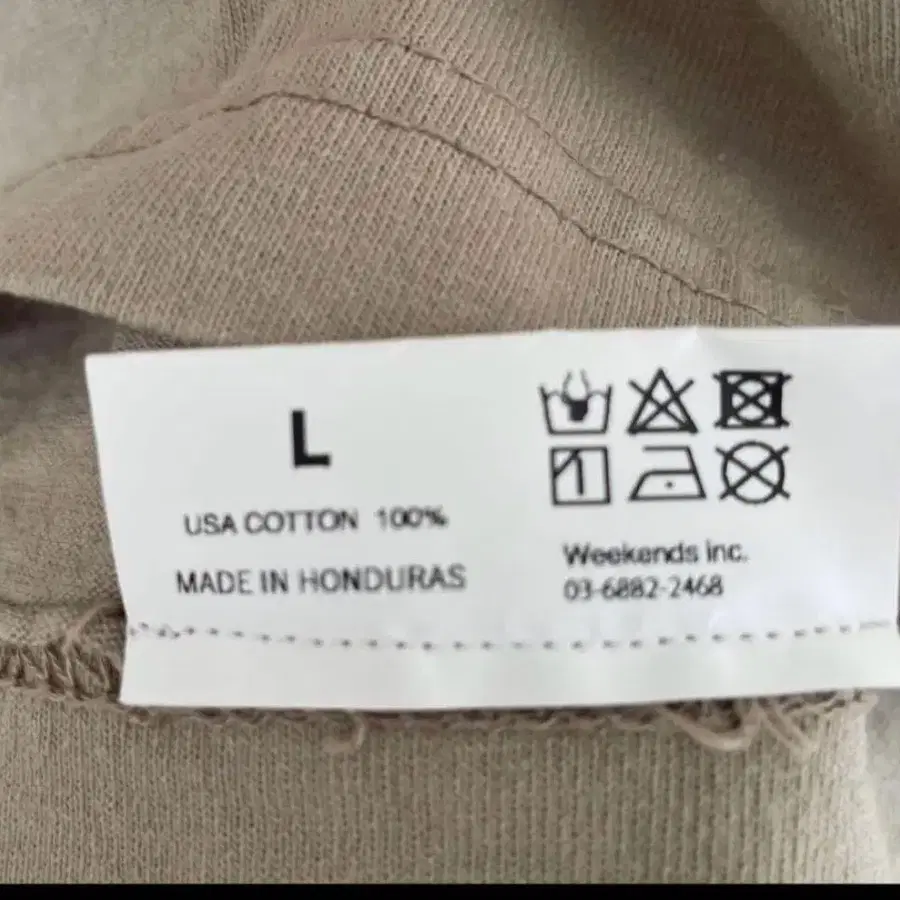 L
USA COTTON 100%
MADE IN HONDURAS
Weekends inc.
03-6882-2468